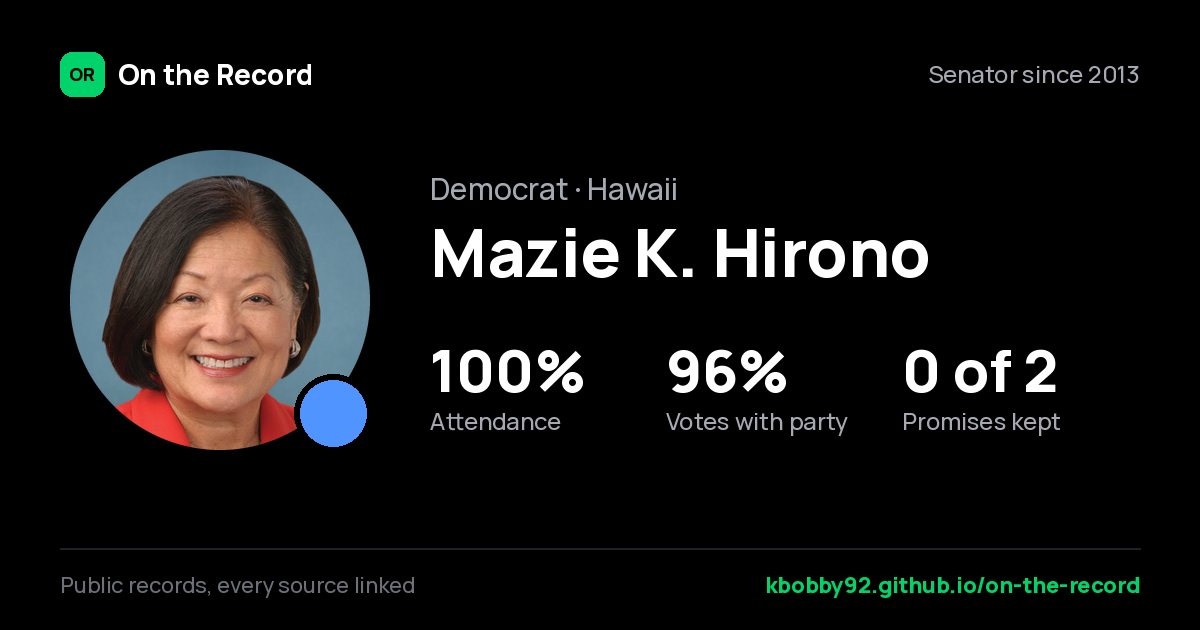 OR On the Record
Senator since 2013
Democrat · Hawaii
Mazie K. Hirono
100% 96% 0 of 2
Attendance Votes with party Promises kept
Public records, every source linked
kbobby92.github.io/on-the-record